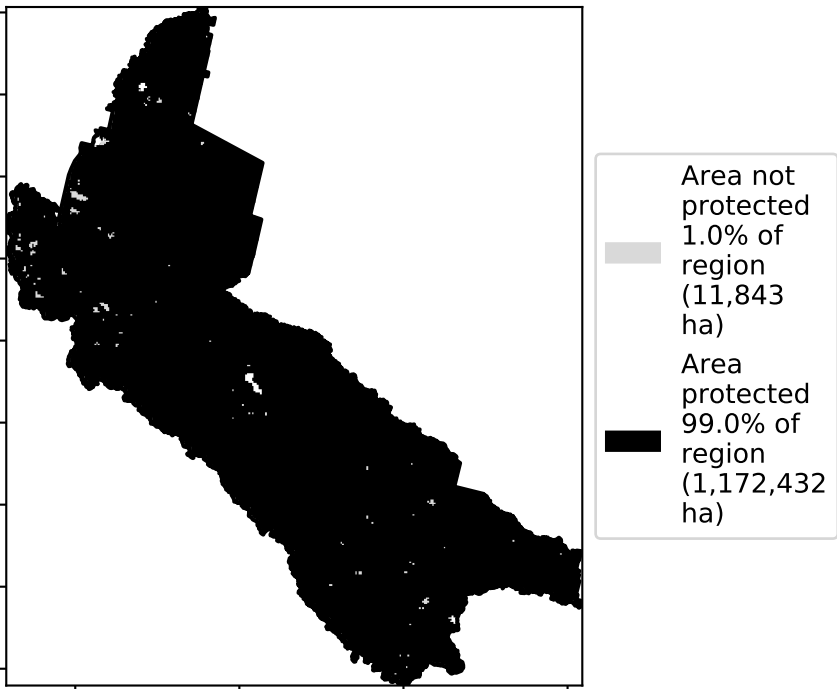 Area not
protected
1.0% of
region
(11,843
ha)
Area
protected
99.0% of
region
(1,172,432
ha)